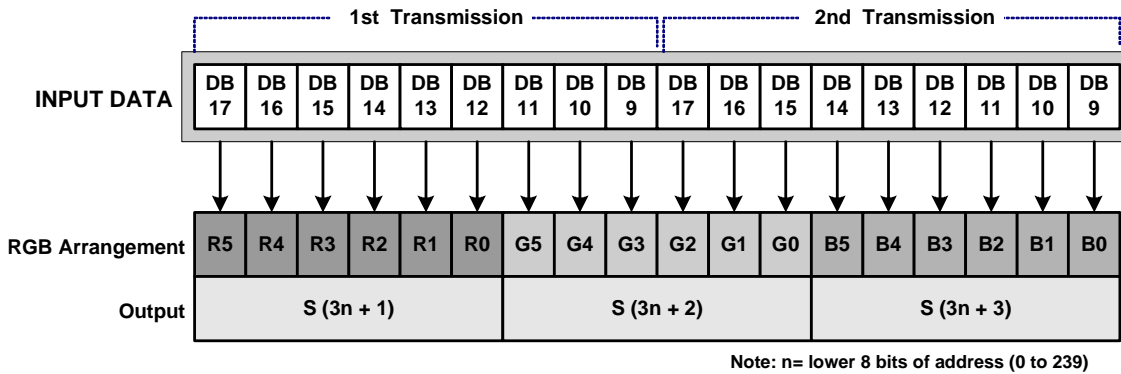 1st Transmission 2nd Transmission
INPUT DATA DB 17 DB 16 DB 15 DB 14 DB 13 DB 12 DB 11 DB 10 DB 9 DB 17 DB 16 DB 15 DB 14 DB 13 DB 12 DB 11 DB 10 DB 9
RGB Arrangement R5 R4 R3 R2 R1 R0 G5 G4 G3 G2 G1 G0 B5 B4 B3 B2 B1 B0
Output S (3n + 1) S (3n + 2) S (3n + 3)
Note: n= lower 8 bits of address (0 to 239)